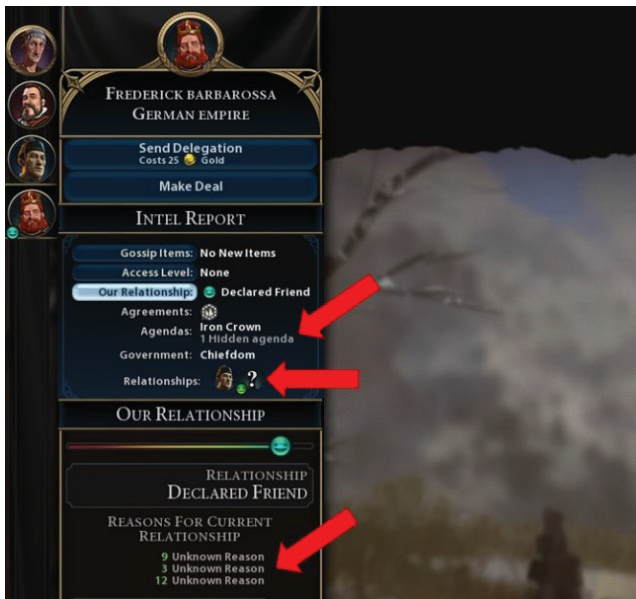 FREDERICK BARBAROSSA
GERMAN EMPIRE
Send Delegation
Costs 25 Gold
Make Deal
INTEL REPORT
Gossip Items: No New Items
Access Level: None
Our Relationship: Declared Friend
Agreements:
Agendas: Iron Crown
1 Hidden agenda
Government: Chiefdom
Relationships: ?
OUR RELATIONSHIP
RELATIONSHIP
DECLARED FRIEND
REASONS FOR CURRENT
RELATIONSHIP
9 Unknown Reason
3 Unknown Reason
12 Unknown Reason